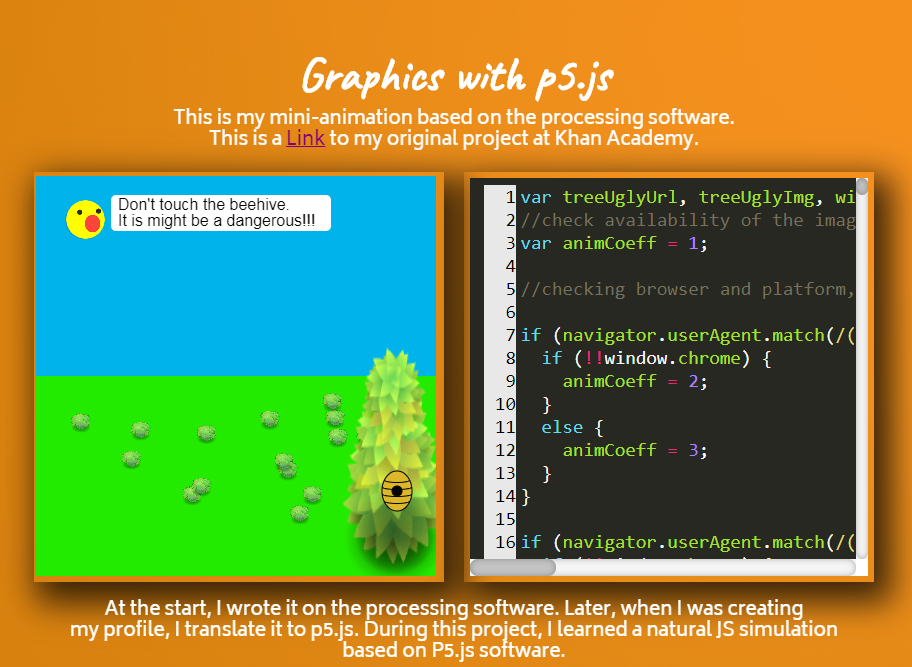 Graphics with p5.js
This is my mini-animation based on the processing software.
This is a Link to my original project at Khan Academy.
Don't touch the beehive.
It is might be a dangerous!!!
1 var treeUglyUrl, treeUglyImg, wi
2 //check availability of the imag
3 var animCoeff = 1;
4
5 //checking browser and platform,
6
7 if (navigator.userAgent.match(/(
8 if (!!window.chrome) {
9 animCoeff = 2;
10 }
11 else {
12 animCoeff = 3;
13 }
14 }
15
16 if (navigator.userAgent.match(/(
At the start, I wrote it on the processing software. Later, when I was creating
my profile, I translate it to p5.js. During this project, I learned a natural JS simulation
based on P5.js software.